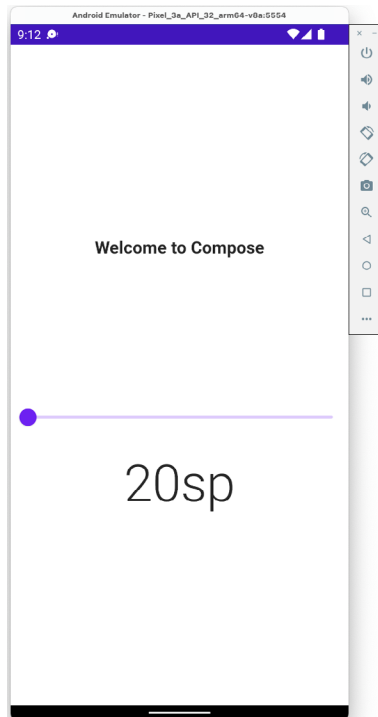 Android Emulator - Pixel_3a_API_32_arm64-v8a:5554
9:12
Welcome to Compose
20sp